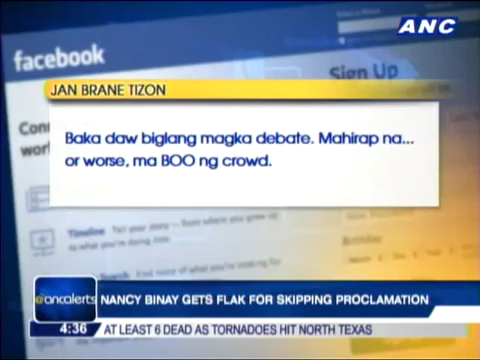 ANC
facebook
Sign Up
JAN BRANE TIZON
Baka daw biglang magka debate. Mahirap na...
or worse, ma BOO ng crowd.
Timeline
Birthday
ancalerts
NANCY BINAY GETS FLAK FOR SKIPPING PROCLAMATION
4:36
AT LEAST 6 DEAD AS TORNADOES HIT NORTH TEXAS